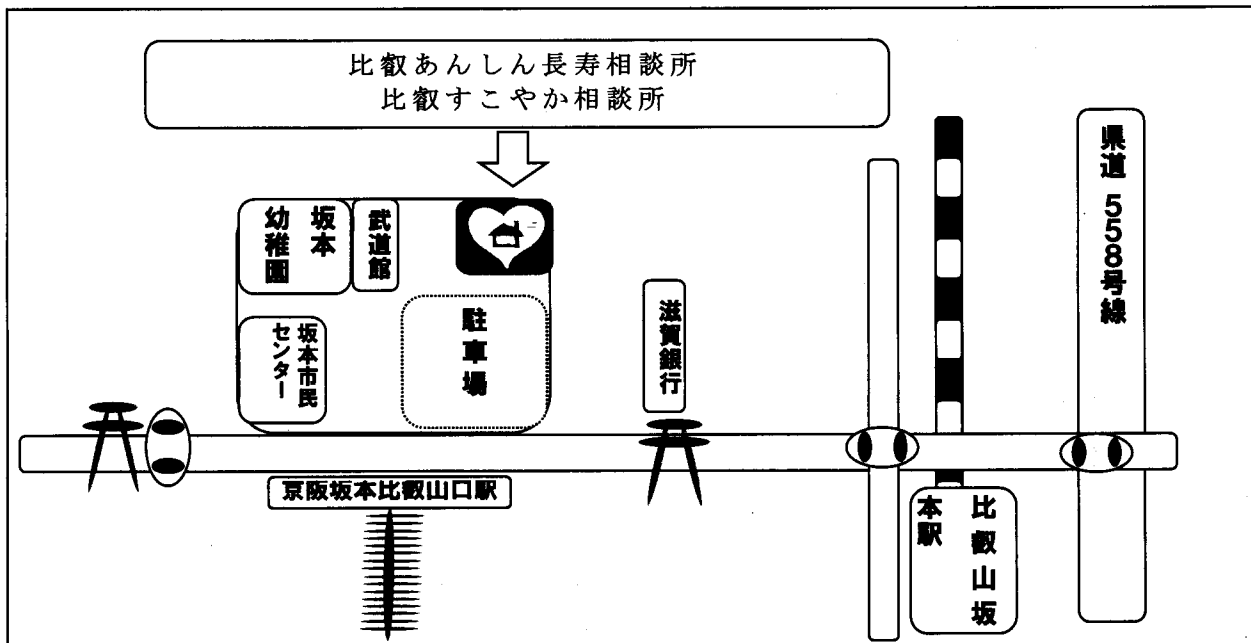 比叡あんしん長寿相談所
比叡すこやか相談所
県道 558号線
坂本
幼稚園
武道館
坂本市民
センター
駐車場
滋賀銀行
京阪坂本比叡山口駅
比叡山坂
本駅